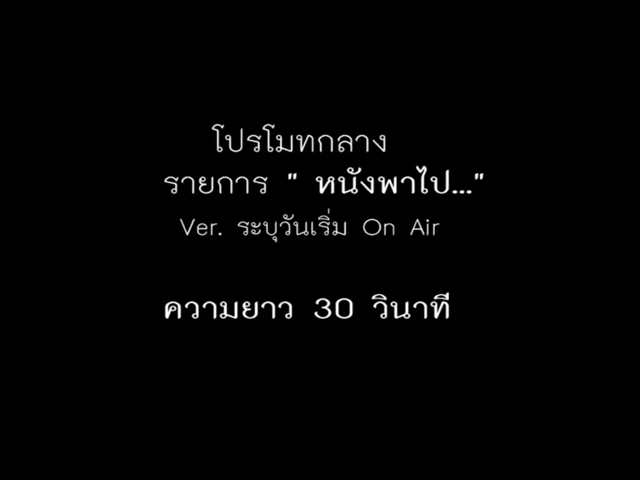 โปรโมทกลาง
รายการ " หนังพาไป..."
Ver. ระบุวันเริ่ม On Air
ความยาว 30 วินาที